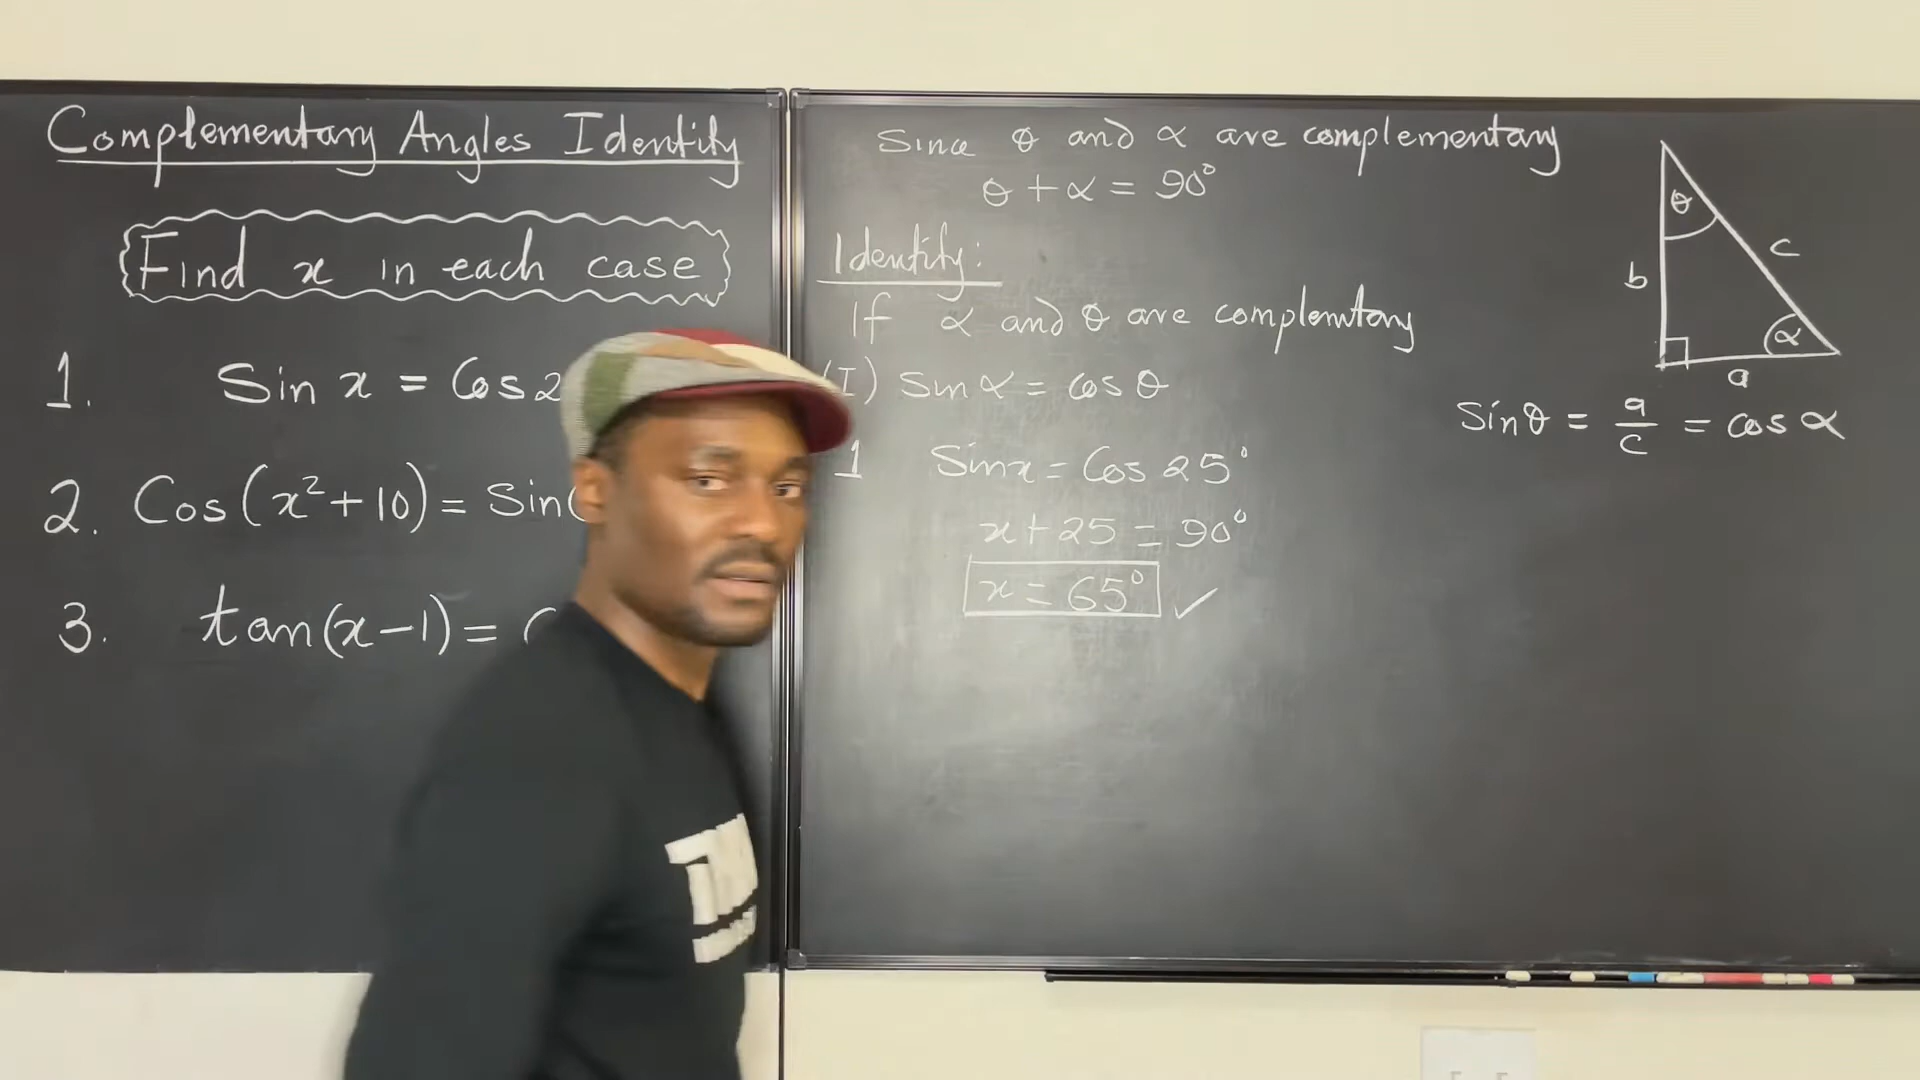 Complementary Angles Identity
Find x in each case
1. Sin x = Cos 2
2. Cos(x² + 10) = Sin(
3. tan(x-1) = C
Since θ and α are complementary
θ + α = 90°
Identity:
If α and θ are complemtary
(I) sin α = cos θ
1 Sin x = Cos 25°
x + 25 = 90°
x = 65° ✓
θ
b
c
α
a
Sin θ = a/c = cos α